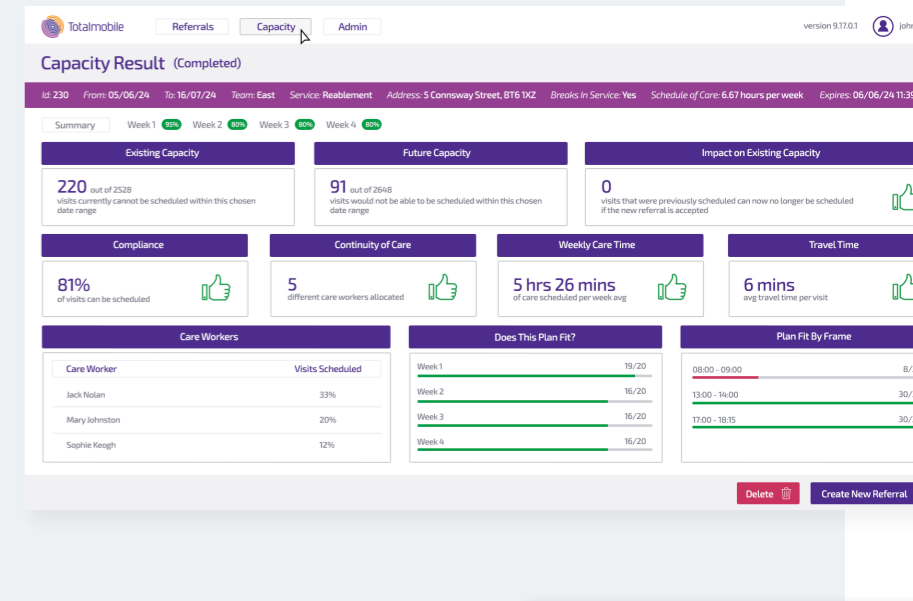 Totalmobile Referrals Capacity Admin version 9.17.0.1
Capacity Result (Completed)
Id: 230 From: 05/06/24 To: 16/07/24 Team: East Service: Reablement Address: 5 Connsway Street, BT6 1XZ Breaks In Service: Yes Schedule of Care: 6.67 hours per week Expires: 06/06/24 11:39
Summary Week 1 95% Week 2 80% Week 3 80% Week 4 80%
Existing Capacity Future Capacity Impact on Existing Capacity
220 out of 2528
visits currently cannot be scheduled within this chosen
date range
91 out of 2648
visits would not be able to be scheduled within this chosen
date range
0
visits that were previously scheduled can now no longer be scheduled
if the new referral is accepted
Compliance Continuity of Care Weekly Care Time Travel Time
81%
of visits can be scheduled
5
different care workers allocated
5 hrs 26 mins
of care scheduled per week avg
6 mins
avg travel time per visit
Care Workers Does This Plan Fit? Plan Fit By Frame
Care Worker Visits Scheduled
Jack Nolan 33%
Mary Johnston 20%
Sophie Keogh 12%
Week 1 19/20
Week 2 16/20
Week 3 16/20
Week 4 16/20
08:00 - 09:00 8/
13:00 - 14:00 30/
17:00 - 18:15 30/
Delete Create New Referral